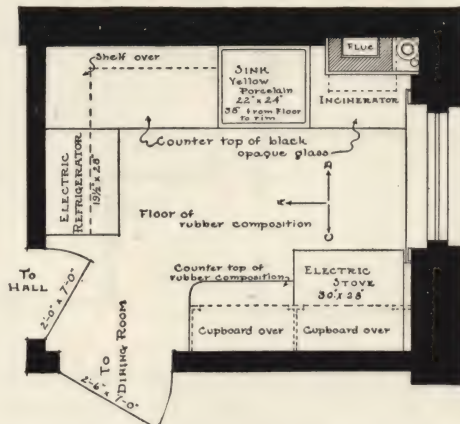 Shelf over
SINK
Yellow
Porcelain
22" x 24"
36" from Floor
to rim
FLUE
INCINERATOR
Counter top of black
opaque glass
ELECTRIC
REFRIGERATOR
19½" x 28"
Floor of
rubber composition
A
B
C
TO
HALL
2'-0" x 7'-0"
TO
DINING ROOM
2'-6" x 7'-0"
Counter top of
rubber composition
ELECTRIC
STOVE
30" x 28"
Cupboard over
Cupboard over